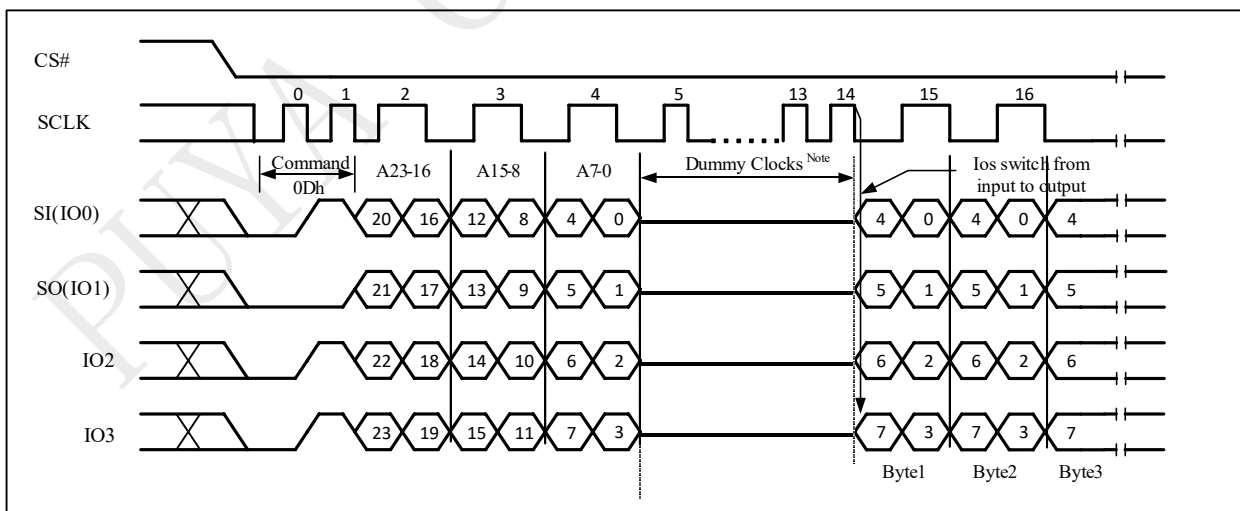 PUYA
CS#
0 1 2 3 4 5 13 14 15 16
SCLK
Command
0Dh
A23-16 A15-8 A7-0
Dummy Clocks Note
Ios switch from
input to output
SI(IO0) 20 16 12 8 4 0 4 0 4 0 4
SO(IO1) 21 17 13 9 5 1 5 1 5 1 5
IO2 22 18 14 10 6 2 6 2 6 2 6
IO3 23 19 15 11 7 3 7 3 7 3 7
Byte1 Byte2 Byte3